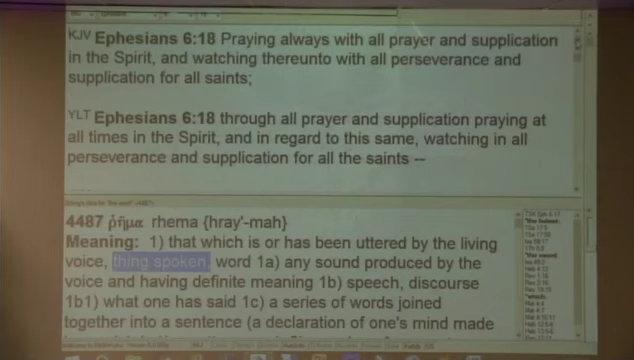 KJV Ephesians 6:18 Praying always with all prayer and supplication
in the Spirit, and watching thereunto with all perseverance and
supplication for all saints;
YLT Ephesians 6:18 through all prayer and supplication praying at
all times in the Spirit, and in regard to this same, watching in all
perseverance and supplication for all the saints --
4487 ῥῆμα rhema {hray'-mah}
Meaning: 1) that which is or has been uttered by the living
voice, thing spoken, word 1a) any sound produced by the
voice and having definite meaning 1b) speech, discourse
1b1) what one has said 1c) a series of words joined
together into a sentence (a declaration of one's mind made